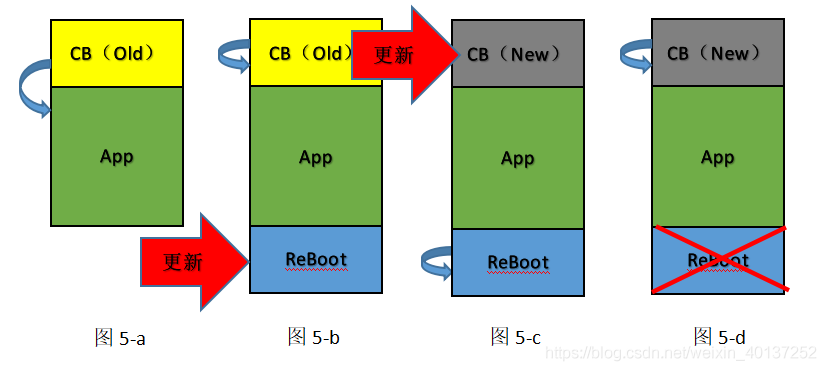 CB（Old）
App
图 5-a
CB（Old）
App
更新
ReBoot
图 5-b
更新
CB（New）
App
ReBoot
图 5-c
CB（New）
App
ReBoot
图 5-d
https://blog.csdn.net/weixin_40137252